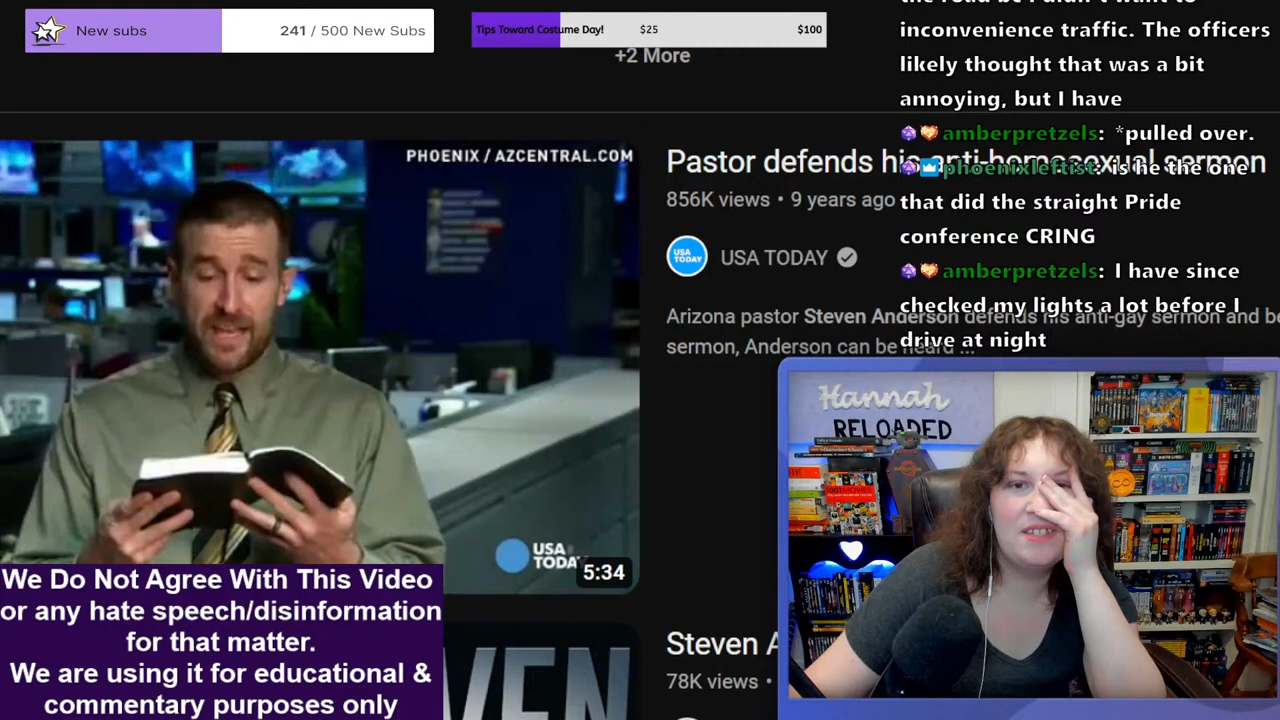 New subs
241 / 500 New Subs
Tips Toward Costume Day!
$25
$100
+2 More
inconvenience traffic. The officers
likely thought that was a bit
annoying, but I have
amberpretzels: *pulled over.
phoenixleftist: is he the one
that did the straight Pride
conference CRING
amberpretzels: I have since
checked my lights a lot before I
drive at night
PHOENIX / AZCENTRAL.COM
USA
TODAY
5:34
Pastor defends his anti-homosexual sermon
856K views • 9 years ago
USA
TODAY
USA TODAY
Arizona pastor Steven Anderson defends his anti-gay sermon and be
sermon, Anderson can be heard ...
Hannah
RELOADED
We Do Not Agree With This Video
or any hate speech/disinformation
for that matter.
We are using it for educational &
commentary purposes only
VEN
Steven A
78K views •